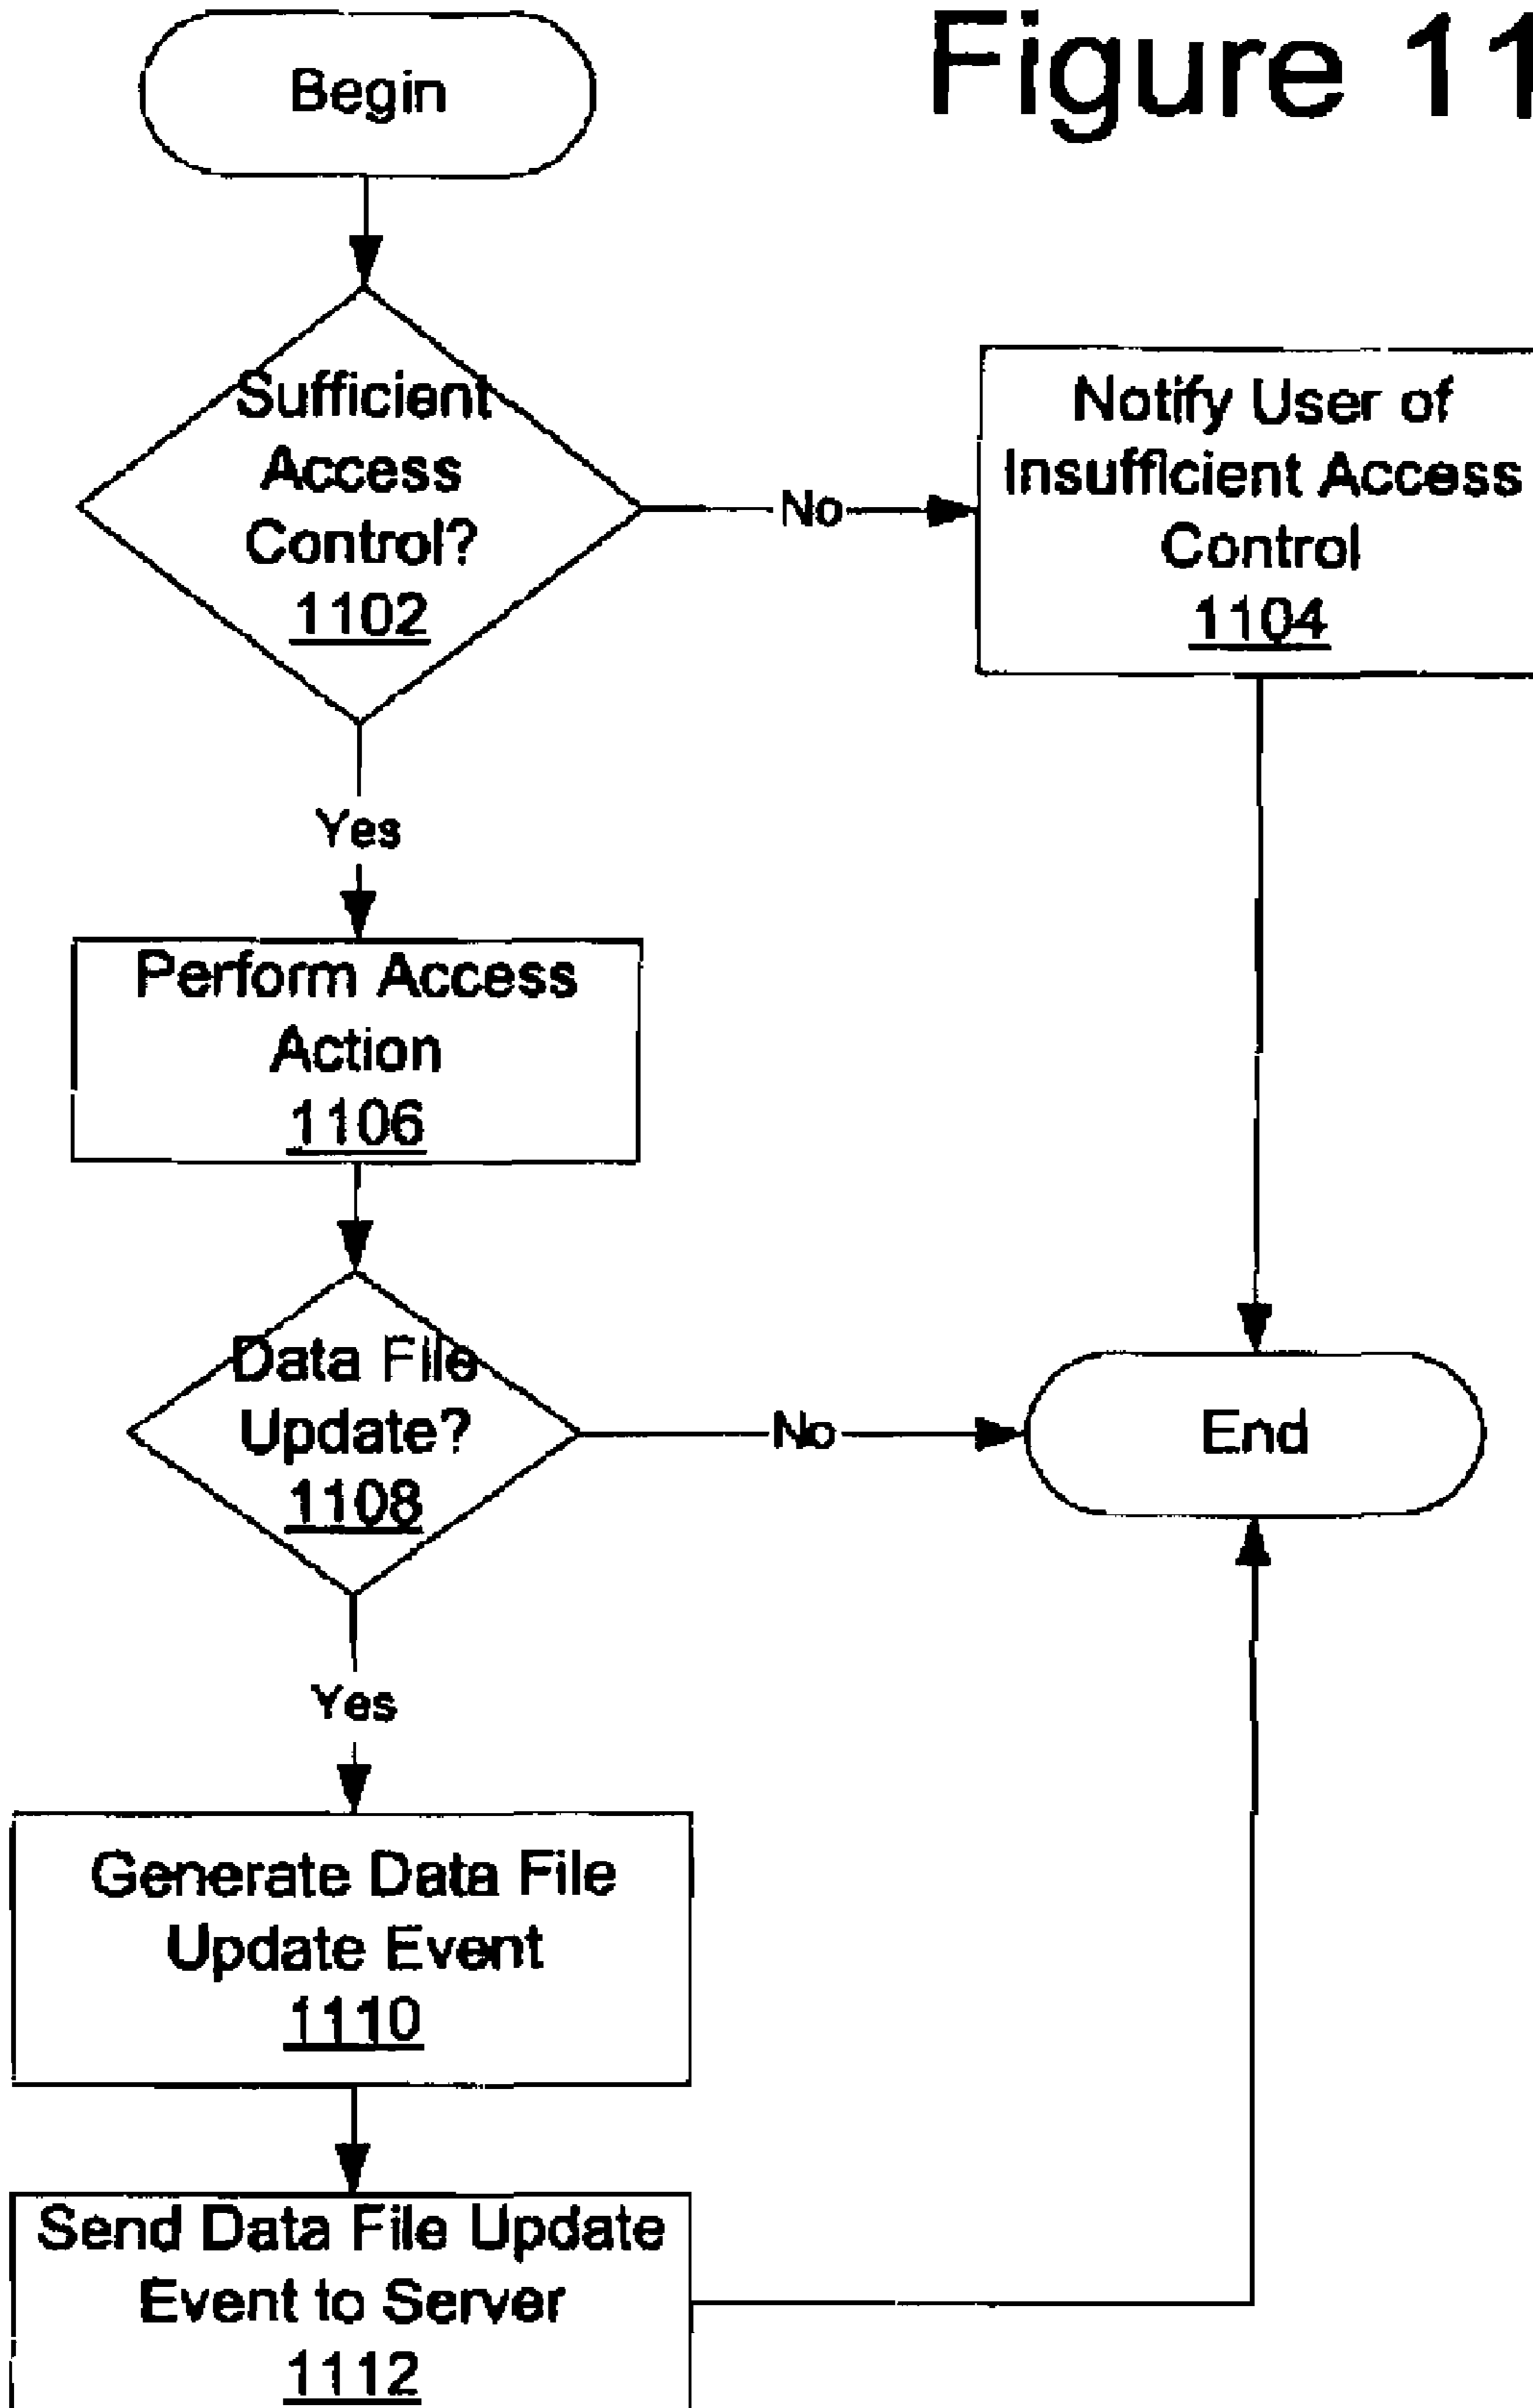 Figure 11
Begin
Sufficient
Access
Control?
1102
No
Notify User of
Insufficient Access
Control
1104
Yes
Perform Access
Action
1106
Data File
Update?
1108
No
End
Yes
Generate Data File
Update Event
1110
Send Data File Update
Event to Server
1112